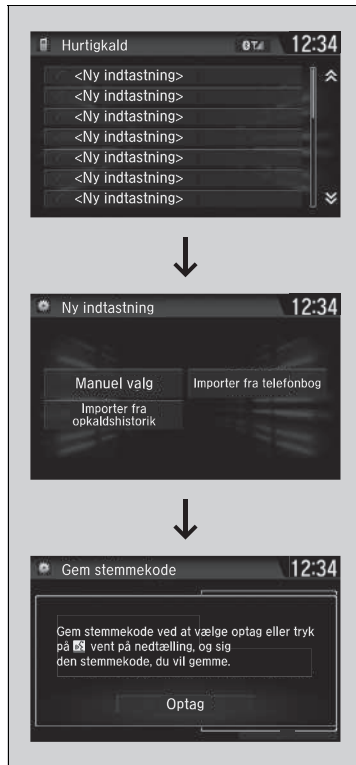 Hurtigkald 12:34
<Ny indtastning>
<Ny indtastning>
<Ny indtastning>
<Ny indtastning>
<Ny indtastning>
<Ny indtastning>
<Ny indtastning>
Ny indtastning 12:34
Manuel valg Importer fra telefonbog
Importer fra
opkaldshistorik
Gem stemmekode 12:34
Gem stemmekode ved at vælge optag eller tryk
på vent på nedtælling, og sig
den stemmekode, du vil gemme.
Optag